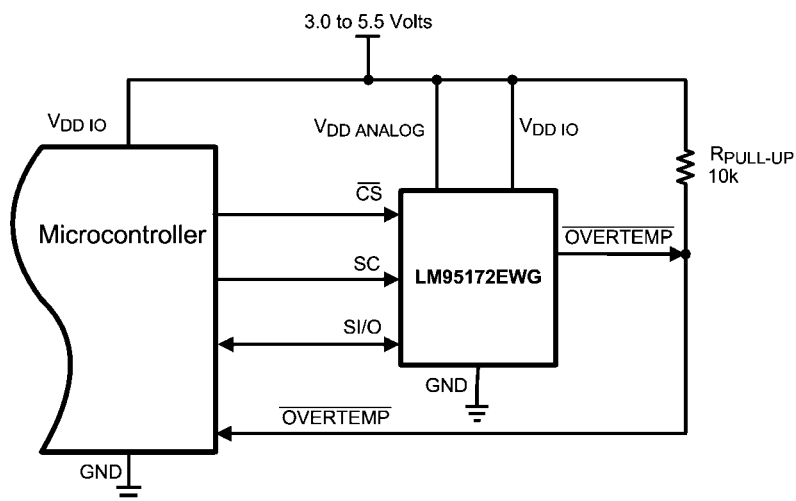 3.0 to 5.5 Volts
VDD IO
VDD ANALOG
VDD IO
RPULL-UP
10k
CS
Microcontroller
OVERTEMP
SC
LM95172EWG
SI/O
GND
OVERTEMP
GND